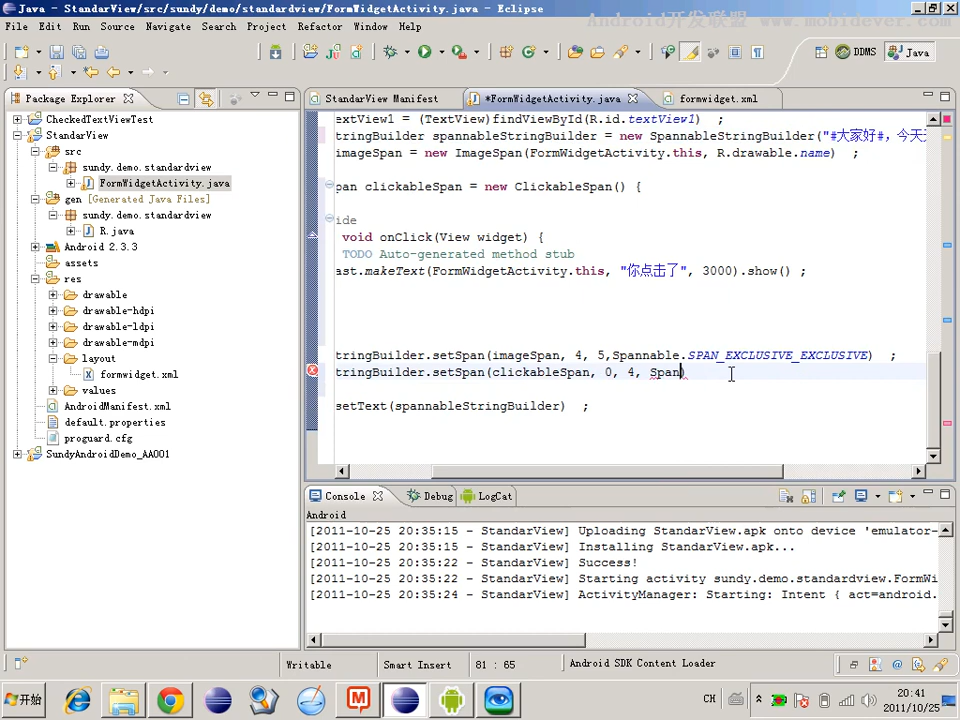 Java - StandarView/src/sundy/demo/standardview/FormWidgetActivity.java - Eclipse
Android开发联盟 www.mobidever.com
File Edit Run Source Navigate Search Project Refactor Window Help
DDMS
Java
Package Explorer
StandarView Manifest
*FormWidgetActivity.java
formwidget.xml
CheckedTextViewTest
StandarView
src
sundy.demo.standardview
FormWidgetActivity.java
gen [Generated Java Files]
sundy.demo.standardview
R.java
Android 2.3.3
assets
res
drawable
drawable-hdpi
drawable-ldpi
drawable-mdpi
layout
formwidget.xml
values
AndroidManifest.xml
default.properties
proguard.cfg
SundyAndroidDemo_AA001
extView1 = (TextView)findViewById(R.id.textView1) ;
tringBuilder spannableStringBuilder = new SpannableStringBuilder("#大家好#，今天
imageSpan = new ImageSpan(FormWidgetActivity.this, R.drawable.name) ;
pan clickableSpan = new ClickableSpan() {
ide
void onClick(View widget) {
TODO Auto-generated method stub
ast.makeText(FormWidgetActivity.this, "你点击了", 3000).show() ;
tringBuilder.setSpan(imageSpan, 4, 5,Spannable.SPAN_EXCLUSIVE_EXCLUSIVE) ;
tringBuilder.setSpan(clickableSpan, 0, 4, Span)
setText(spannableStringBuilder) ;
Console
Debug
LogCat
Android
[2011-10-25 20:35:15 - StandarView] Uploading StandarView.apk onto device 'emulator-
[2011-10-25 20:35:15 - StandarView] Installing StandarView.apk...
[2011-10-25 20:35:22 - StandarView] Success!
[2011-10-25 20:35:22 - StandarView] Starting activity sundy.demo.standardview.FormWi
[2011-10-25 20:35:24 - StandarView] ActivityManager: Starting: Intent { act=android.
Writable
Smart Insert
81 : 65
Android SDK Content Loader
开始
CH
20:41
2011/10/25